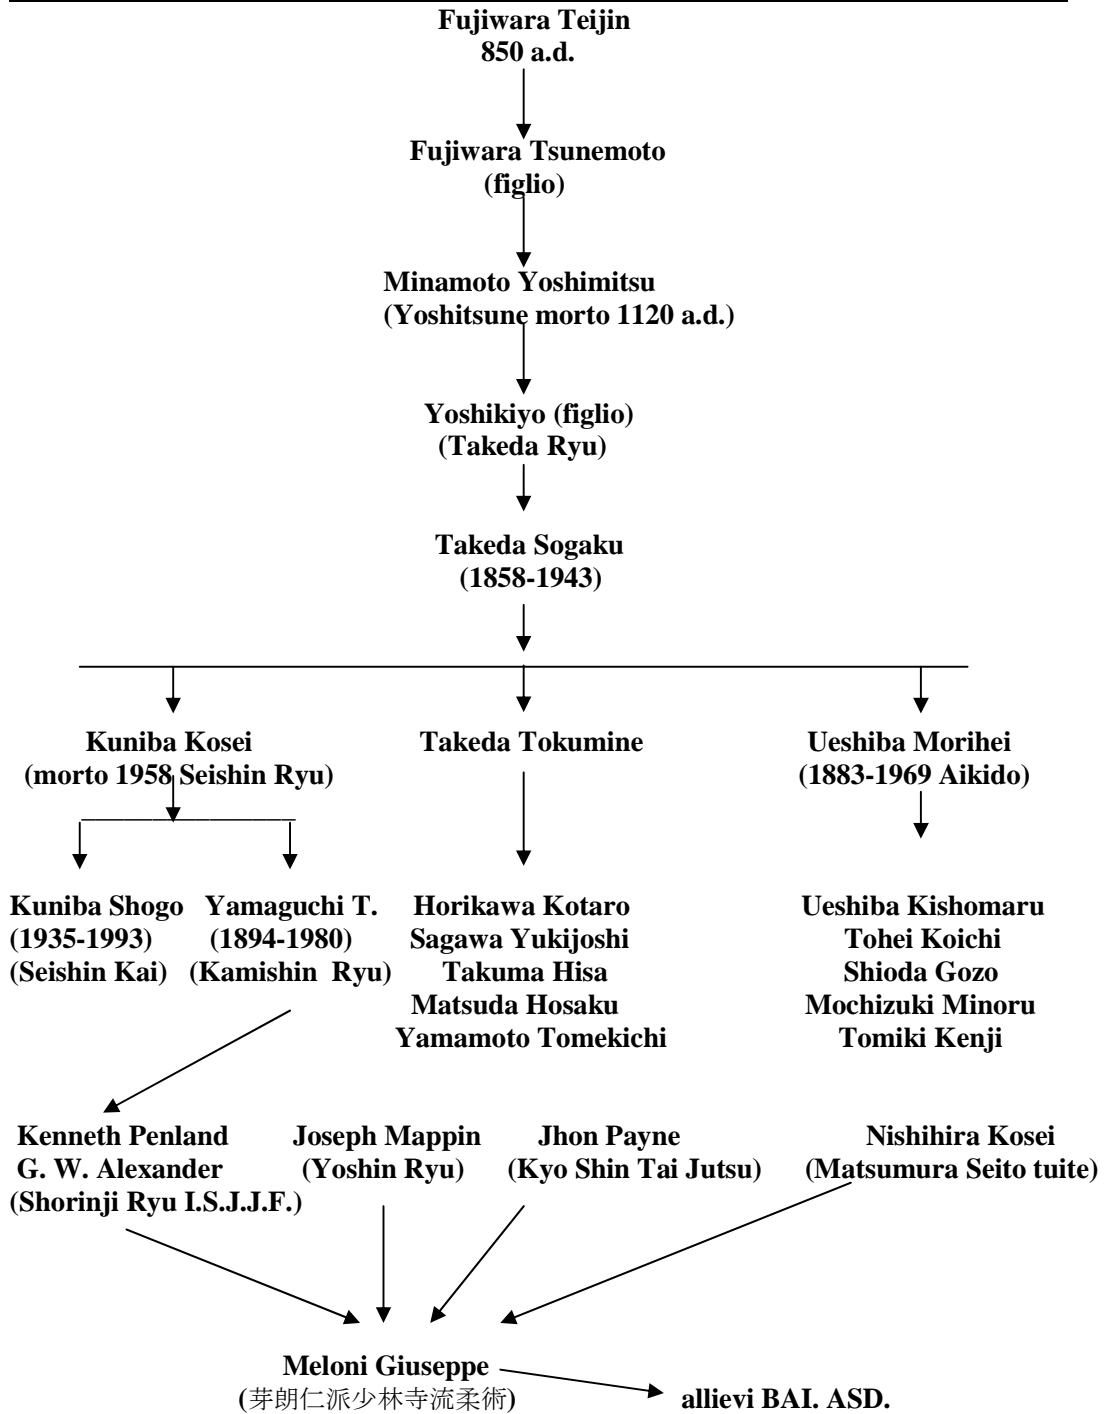 Fujiwara Teijin
850 a.d.
Fujiwara Tsunemoto
(figlio)
Minamoto Yoshimitsu
(Yoshitsune morto 1120 a.d.)
Yoshikiyo (figlio)
(Takeda Ryu)
Takeda Sogaku
(1858-1943)
Kuniba Kosei
(morto 1958 Seishin Ryu)
Takeda Tokumine
Ueshiba Morihei
(1883-1969 Aikido)
Kuniba Shogo
(1935-1993)
(Seishin Kai)
Yamaguchi T.
(1894-1980)
(Kamishin Ryu)
Horikawa Kotaro
Sagawa Yukijoshi
Takuma Hisa
Matsuda Hosaku
Yamamoto Tomekichi
Ueshiba Kishomaru
Tohei Koichi
Shioda Gozo
Mochizuki Minoru
Tomiki Kenji
Kenneth Penland
G. W. Alexander
(Shorinji Ryu I.S.J.J.F.)
Joseph Mappin
(Yoshin Ryu)
Jhon Payne
(Kyo Shin Tai Jutsu)
Nishihira Kosei
(Matsumura Seito tuite)
Meloni Giuseppe
(芽朗仁派少林寺流柔術)
allievi BAI. ASD.